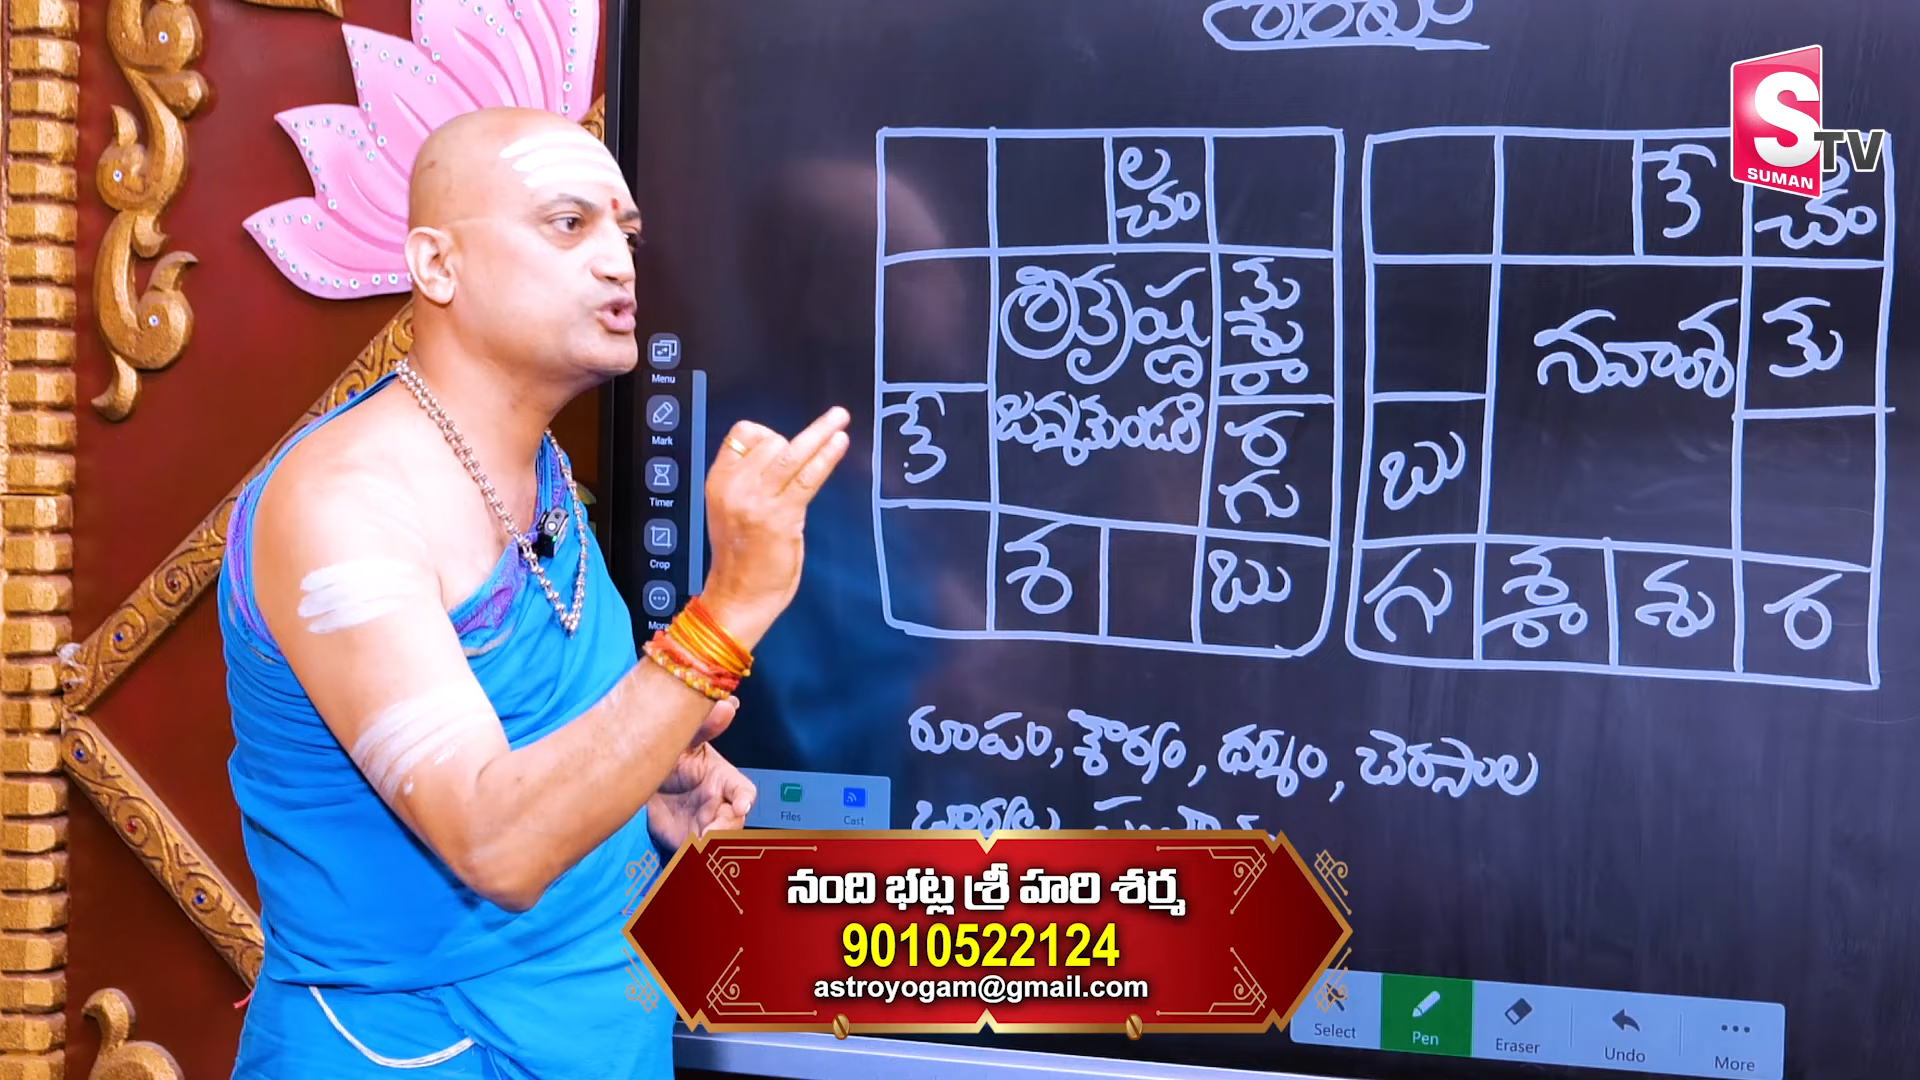 S
TV
SUMAN
ల
చం
కే
చం
కు
శు
రా
శ్రీకృష్ణ
జన్మకుండలి
నవాంశ
కు
కే
ర
గు
బు
శ
బు
గు
శు
ర
రూపం, శౌర్యం, ధర్మం, చెరసాల
Menu
Mark
Timer
Crop
More
Files
Cast
నంది భట్ల శ్రీ హరి శర్మ
9010522124
astroyogam@gmail.com
Select
Pen
Eraser
Undo
More